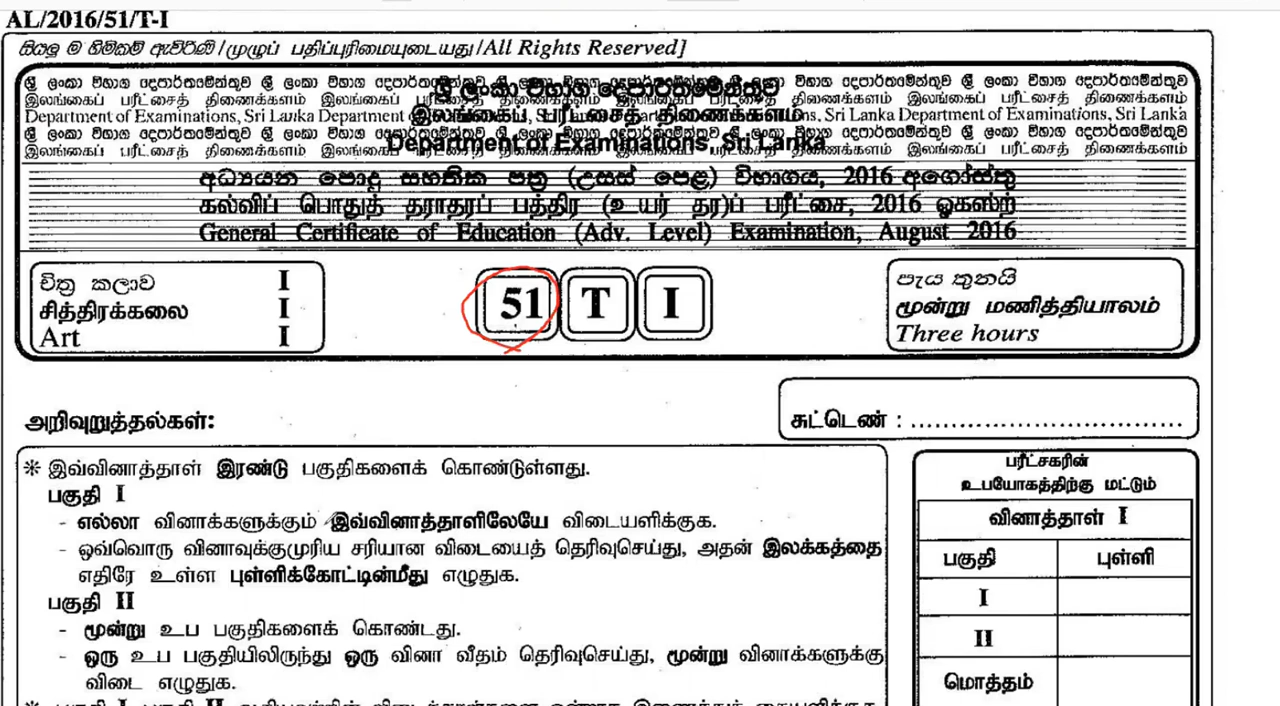 AL/2016/51/T-I
සියලු ම හිමිකම් ඇවිරිණි/முழுப் பதிப்புரிமையுடையது/All Rights Reserved]
ශ්‍රී ලංකා විභාග දෙපාර්තමේන්තුව
இலங்கைப் பரீட்சைத் திணைக்களம்
Department of Examinations, Sri Lanka
අධ්‍යයන පොදු සහතික පත්‍ර (උසස් පෙළ) විභාගය, 2016 අගෝස්තු
கல்விப் பொதுத் தராதரப் பத்திர (உயர் தர)ப் பரீட்சை, 2016 ஓகஸ்ற்
General Certificate of Education (Adv. Level) Examination, August 2016
චිත්‍ර කලාව I
சித்திரக்கலை I
Art I
51 T I
පැය තුනයි
மூன்று மணித்தியாலம்
Three hours
அறிவுறுத்தல்கள்:
சுட்டெண் : ..................................
※ இவ்வினாத்தாள் இரண்டு பகுதிகளைக் கொண்டுள்ளது.
பகுதி I
- எல்லா வினாக்களுக்கும் இவ்வினாத்தாளிலேயே விடையளிக்குக.
- ஒவ்வொரு வினாவுக்குமுரிய சரியான விடையைத் தெரிவுசெய்து, அதன் இலக்கத்தை
எதிரே உள்ள புள்ளிக்கோட்டின்மீது எழுதுக.
பகுதி II
- மூன்று உப பகுதிகளைக் கொண்டது.
- ஒரு உப பகுதியிலிருந்து ஒரு வினா வீதம் தெரிவுசெய்து, மூன்று வினாக்களுக்கு
விடை எழுதுக.
பரீட்சகரின்
உபயோகத்திற்கு மட்டும்
வினாத்தாள் I
பகுதி புள்ளி
I
II
மொத்தம்